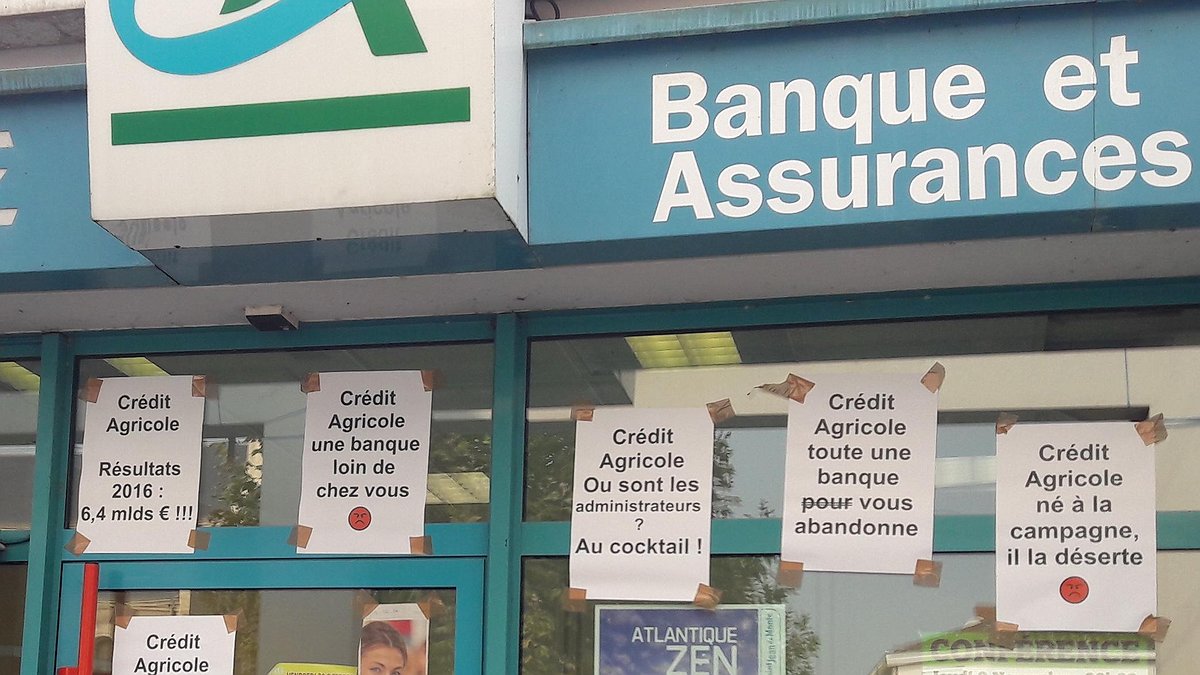 Banque et
Assurances
Crédit
Agricole
Résultats
2016 :
6,4 mlds € !!!
Crédit
Agricole
une banque
loin de
chez vous
Crédit
Agricole
Ou sont les
administrateurs
?
Au cocktail !
Crédit
Agricole
toute une
banque
pour vous
abandonne
Crédit
Agricole
né à la
campagne,
il la déserte
Crédit
Agricole
ATLANTIQUE
ZEN
CONFÉRENCE